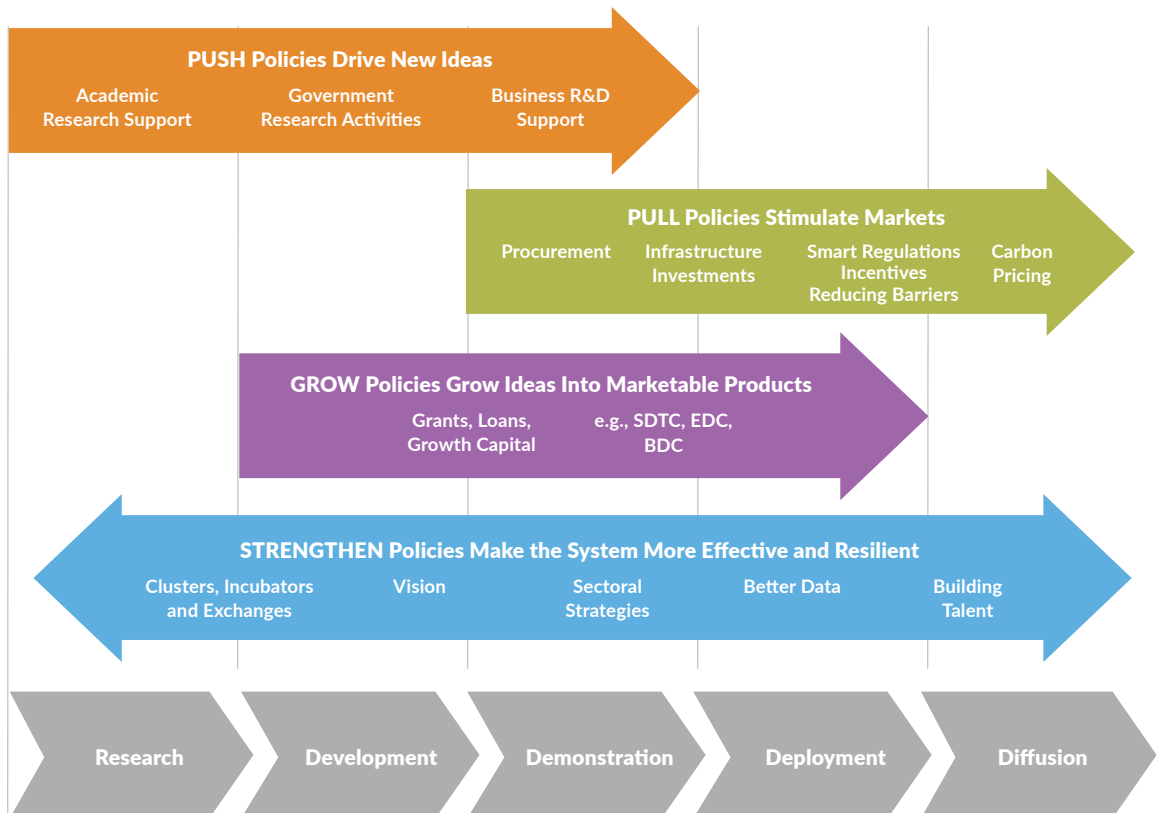 PUSH Policies Drive New Ideas
Academic
Research Support
Government
Research Activities
Business R&D
Support
PULL Policies Stimulate Markets
Procurement
Infrastructure
Investments
Smart Regulations
Incentives
Reducing Barriers
Carbon
Pricing
GROW Policies Grow Ideas Into Marketable Products
Grants, Loans,
Growth Capital
e.g., SDTC, EDC,
BDC
STRENGTHEN Policies Make the System More Effective and Resilient
Clusters, Incubators
and Exchanges
Vision
Sectoral
Strategies
Better Data
Building
Talent
Research
Development
Demonstration
Deployment
Diffusion